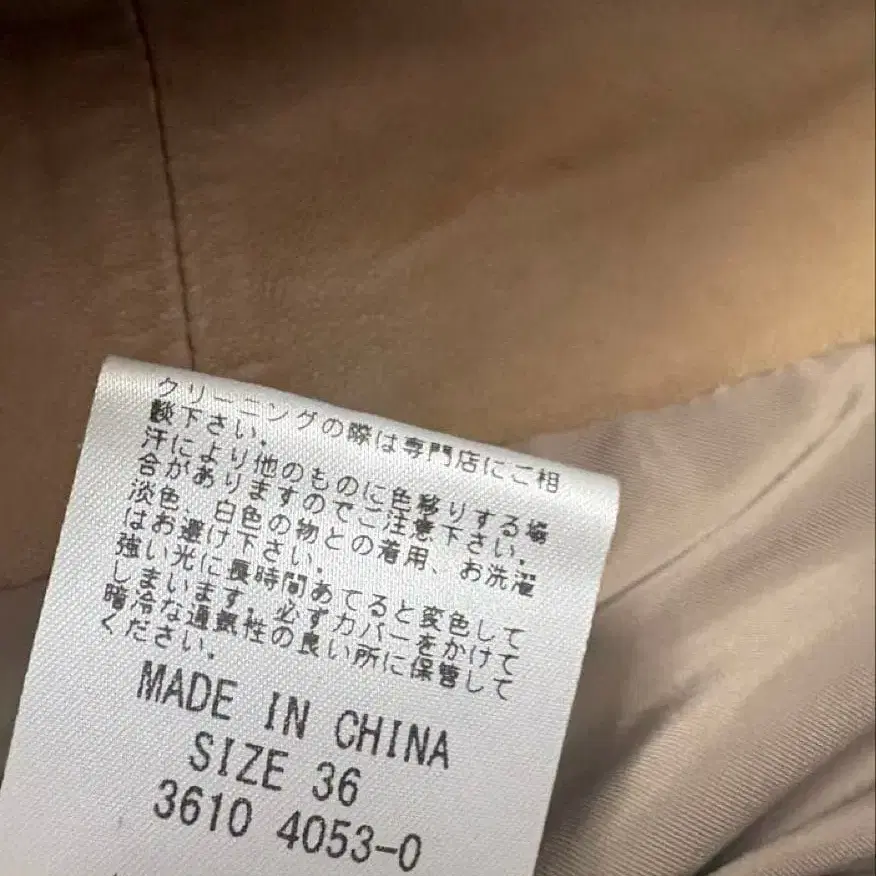 クリーニングの際は専門店にご相
談下さい.
汗により他のものに色移りする場
合がありますのでご注意下さい.
淡色、白色の物との着用、お洗濯
はお避け下さい.
強い光に長時間あてると変色して
しまいます.必ずカバーをかけて
暗冷な通気性の良い所に保管して
ください.
MADE IN CHINA
SIZE 36
3610 4053-0